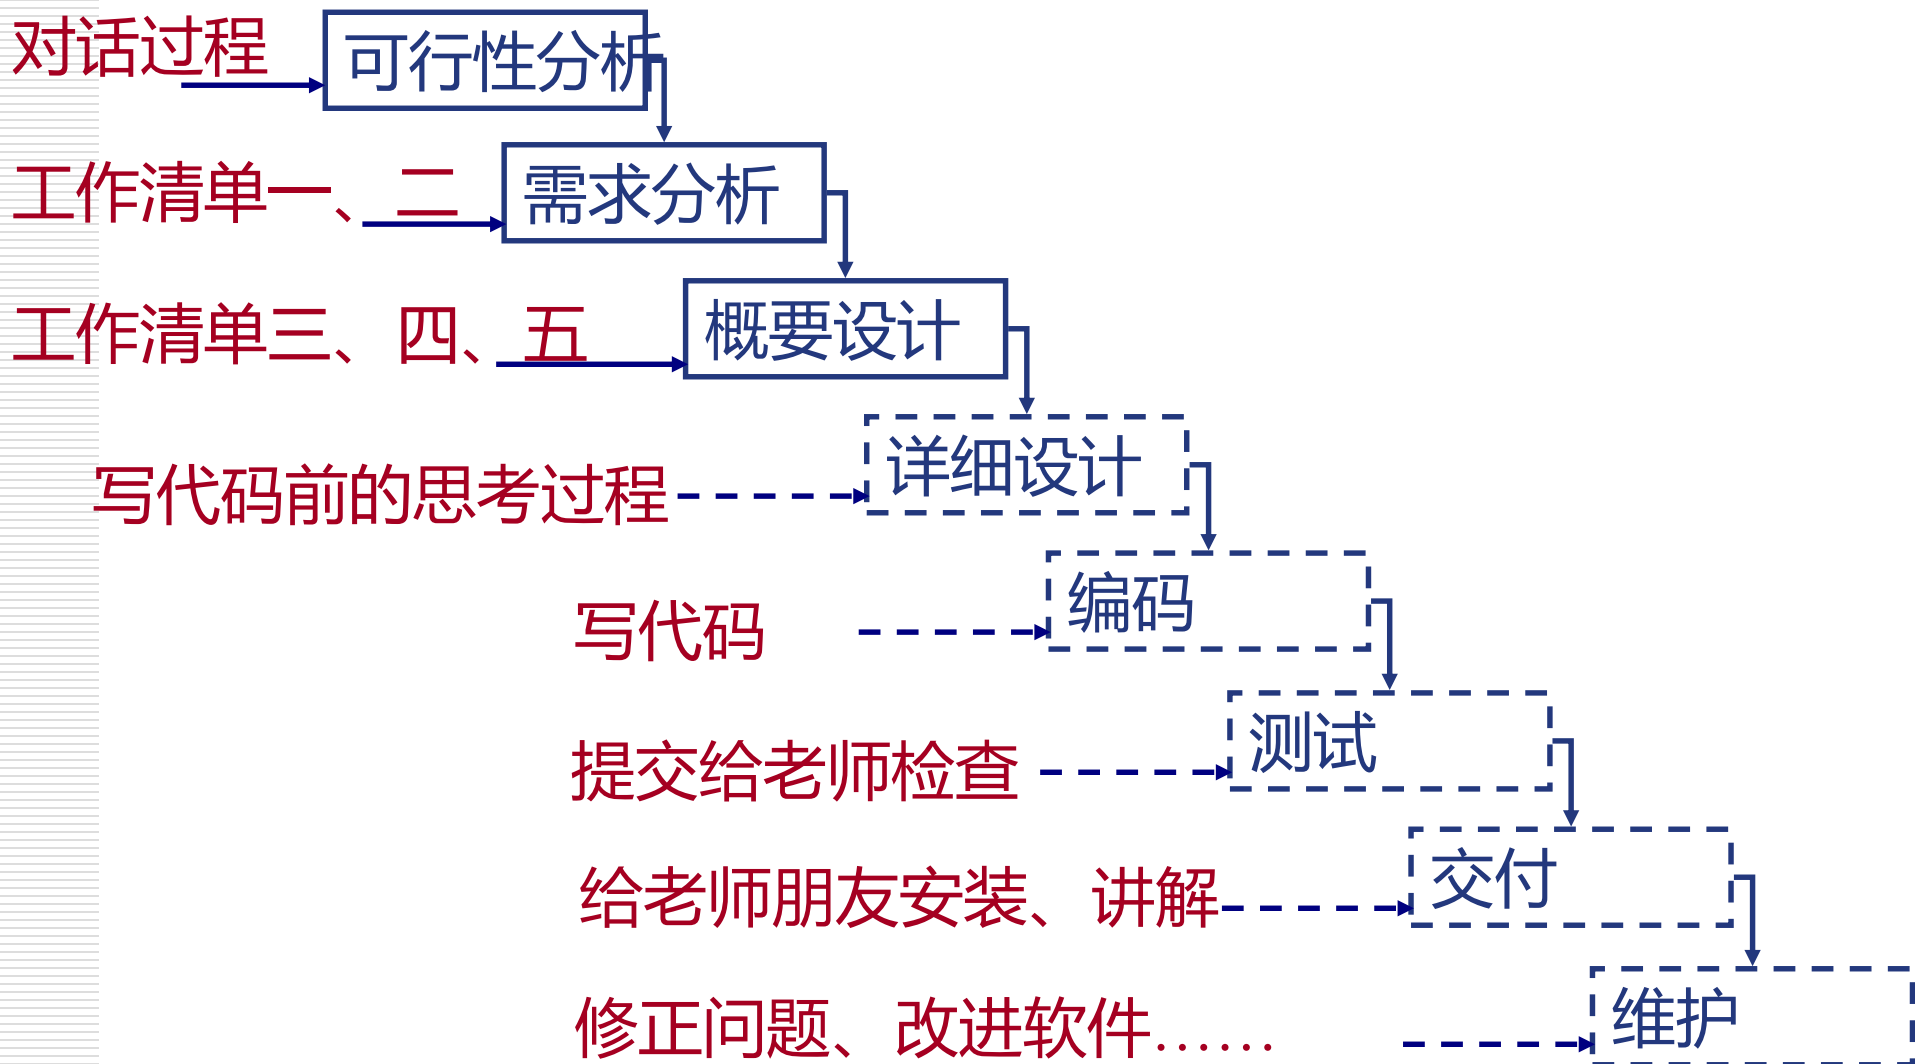 对话过程
可行性分析
工作清单一、二
需求分析
工作清单三、四、五
概要设计
写代码前的思考过程
详细设计
写代码
编码
提交给老师检查
测试
给老师朋友安装、讲解
交付
修正问题、改进软件……
维护